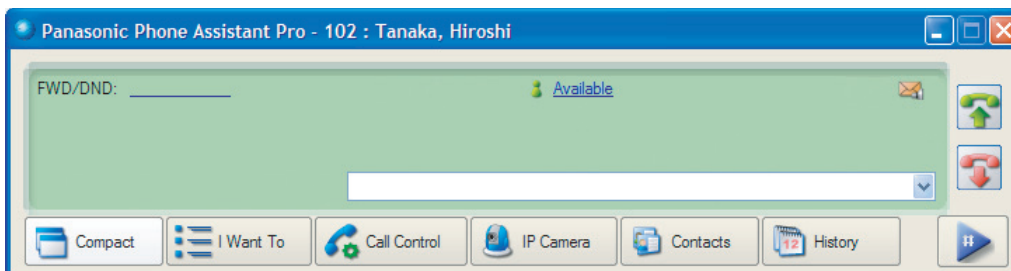 Panasonic Phone Assistant Pro - 102 : Tanaka, Hiroshi
FWD/DND: Available
Compact I Want To Call Control IP Camera Contacts 12 History #